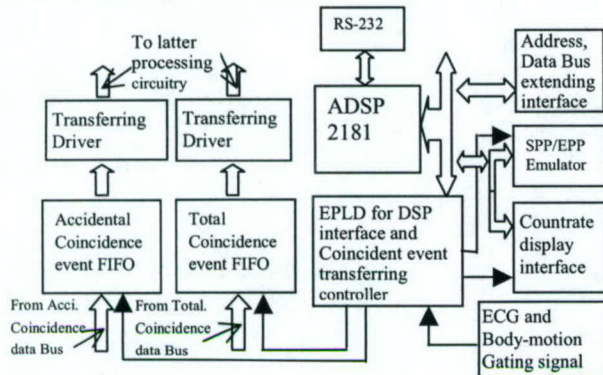 To latter
processing
circuitry
RS-232
Address,
Data Bus
extending
interface
Transferring
Driver
Transferring
Driver
ADSP
2181
SPP/EPP
Emulator
Accidental
Coincidence
event FIFO
Total
Coincidence
event FIFO
EPLD for DSP
interface and
Coincident event
transferring
controller
Countrate
display
interface
From Acci.
Coincidence
data Bus
From Total.
Coincidence
data Bus
ECG and
Body-motion
Gating signal